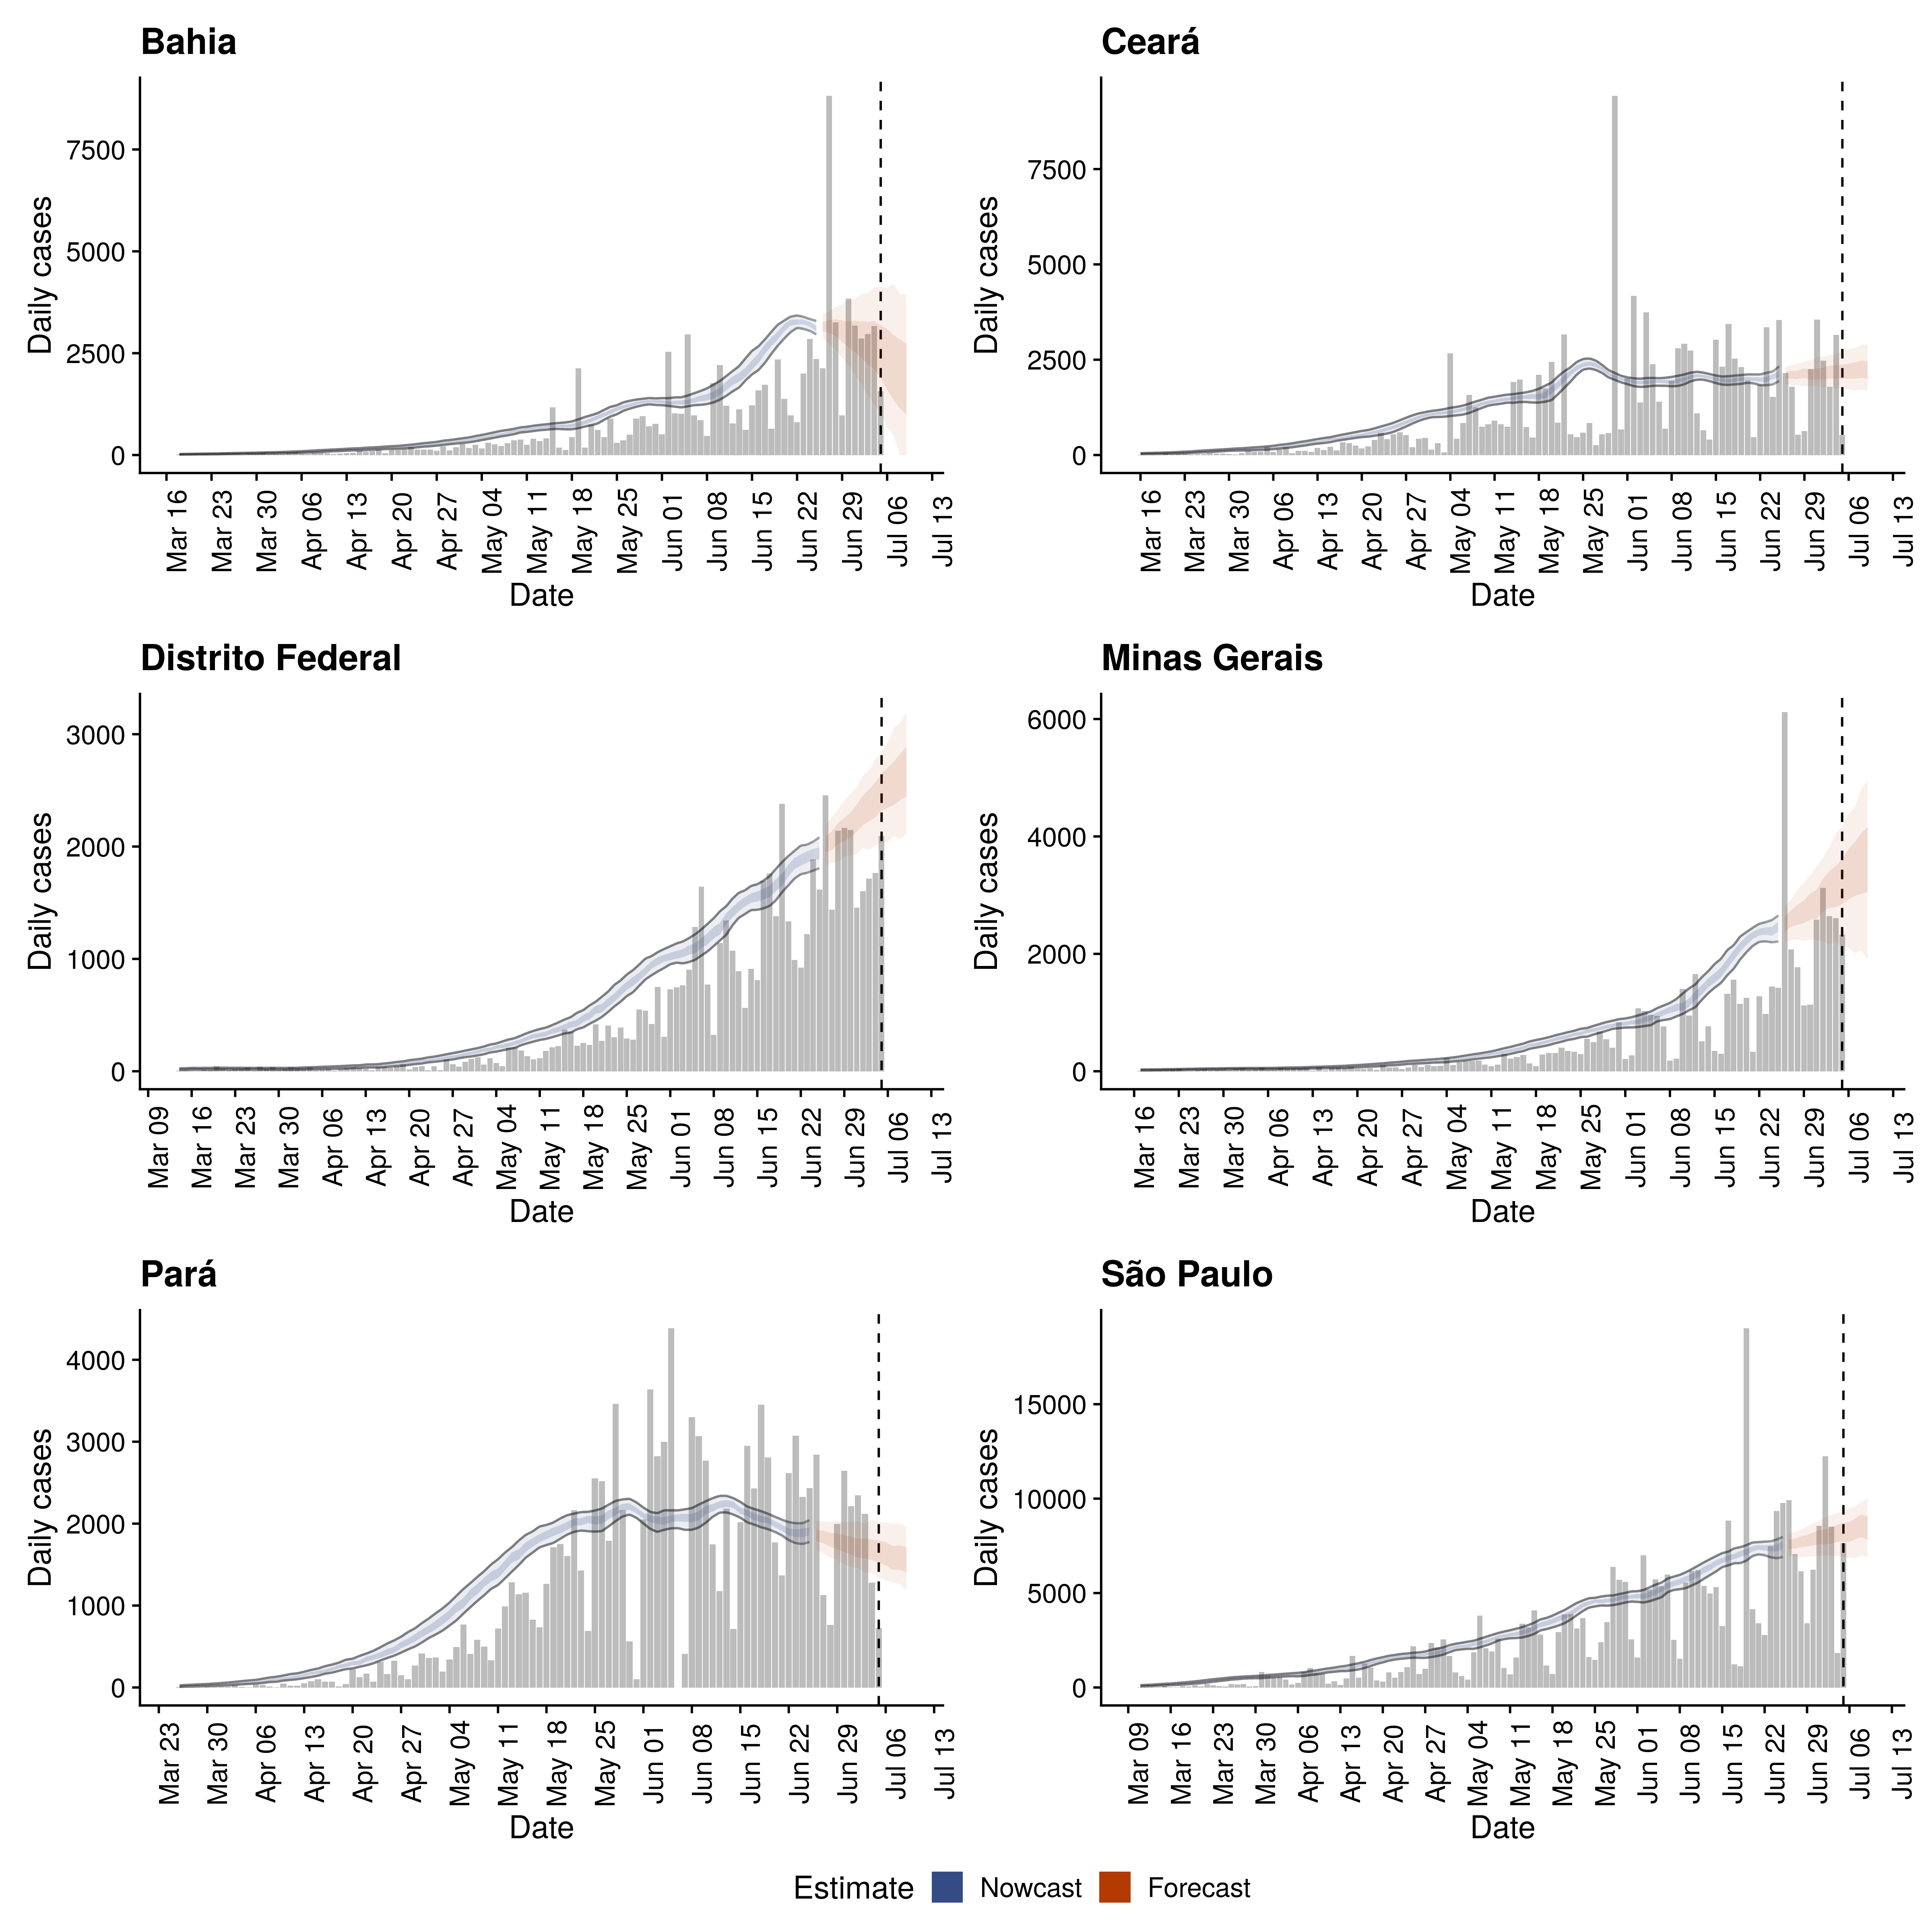 Bahia
Daily cases
7500
5000
2500
0
Mar 16
Mar 23
Mar 30
Apr 06
Apr 13
Apr 20
Apr 27
May 04
May 11
May 18
May 25
Jun 01
Jun 08
Jun 15
Jun 22
Jun 29
Jul 06
Jul 13
Date
Ceará
Daily cases
7500
5000
2500
0
Mar 16
Mar 23
Mar 30
Apr 06
Apr 13
Apr 20
Apr 27
May 04
May 11
May 18
May 25
Jun 01
Jun 08
Jun 15
Jun 22
Jun 29
Jul 06
Jul 13
Date
Distrito Federal
Daily cases
3000
2000
1000
0
Mar 09
Mar 16
Mar 23
Mar 30
Apr 06
Apr 13
Apr 20
Apr 27
May 04
May 11
May 18
May 25
Jun 01
Jun 08
Jun 15
Jun 22
Jun 29
Jul 06
Jul 13
Date
Minas Gerais
Daily cases
6000
4000
2000
0
Mar 16
Mar 23
Mar 30
Apr 06
Apr 13
Apr 20
Apr 27
May 04
May 11
May 18
May 25
Jun 01
Jun 08
Jun 15
Jun 22
Jun 29
Jul 06
Jul 13
Date
Pará
Daily cases
4000
3000
2000
1000
0
Mar 23
Mar 30
Apr 06
Apr 13
Apr 20
Apr 27
May 04
May 11
May 18
May 25
Jun 01
Jun 08
Jun 15
Jun 22
Jun 29
Jul 06
Jul 13
Date
São Paulo
Daily cases
15000
10000
5000
0
Mar 09
Mar 16
Mar 23
Mar 30
Apr 06
Apr 13
Apr 20
Apr 27
May 04
May 11
May 18
May 25
Jun 01
Jun 08
Jun 15
Jun 22
Jun 29
Jul 06
Jul 13
Date
Estimate Nowcast Forecast